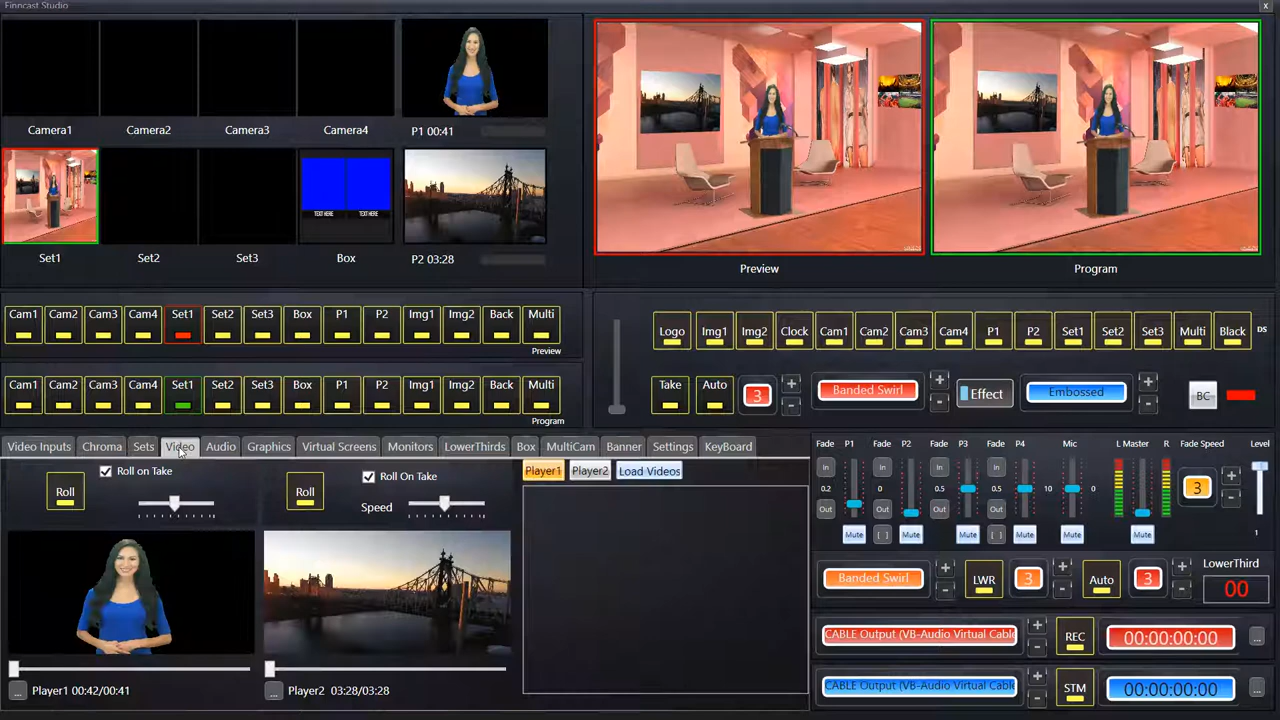 Finncast Studio
x
Camera1 Camera2 Camera3 Camera4 P1 00:41
TEXT HERE TEXT HERE
Set1 Set2 Set3 Box P2 03:28
Preview Program
Cam1 Cam2 Cam3 Cam4 Set1 Set2 Set3 Box P1 P2 Img1 Img2 Back Multi
Preview
Logo Img1 Img2 Clock Cam1 Cam2 Cam3 Cam4 P1 P2 Set1 Set2 Set3 Multi Black DS
Cam1 Cam2 Cam3 Cam4 Set1 Set2 Set3 Box P1 P2 Img1 Img2 Back Multi
Program
Take Auto 3 + - Banded Swirl + - Effect Embossed + - BC
Video Inputs Chroma Sets Video Audio Graphics Virtual Screens Monitors LowerThirds Box MultiCam Banner Settings KeyBoard
Roll Roll on Take
Roll Roll On Take
Speed
Player1 Player2 Load Videos
Fade P1 Fade P2 Fade P3 Fade P4 Mic L Master R Fade Speed Level
In In In In
0.2 0 0.5 0.5 10 0 3 + -
Out Out Out
Mute [ ] Mute Mute [ ] Mute Mute Mute 1
Banded Swirl + - LWR 3 + - Auto 3 + - LowerThird
00
CABLE Output (VB-Audio Virtual Cable + - REC 00:00:00:00 ...
CABLE Output (VB-Audio Virtual Cable + - STM 00:00:00:00 ...
... Player1 00:42/00:41 ... Player2 03:28/03:28